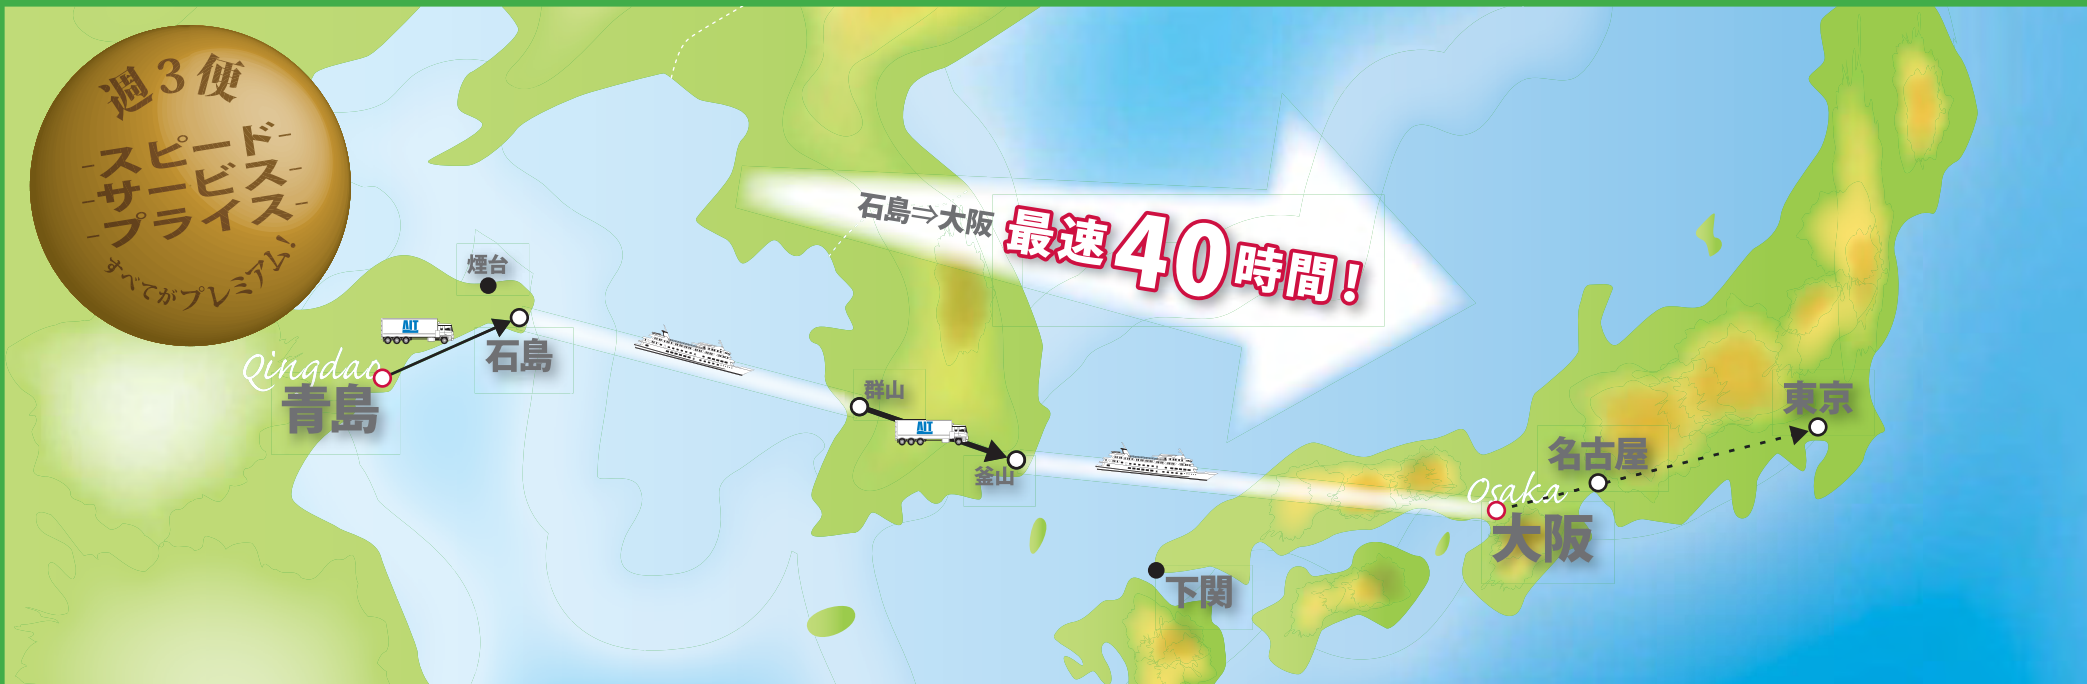 週3便
-スピード-
-サービス-
-プライス-
すべてがプレミアム!
石島⇒大阪 最速40時間!
煙台
AIT
石島
Qingdao
青島
群山
AIT
釜山
東京
名古屋
Osaka
大阪
下関